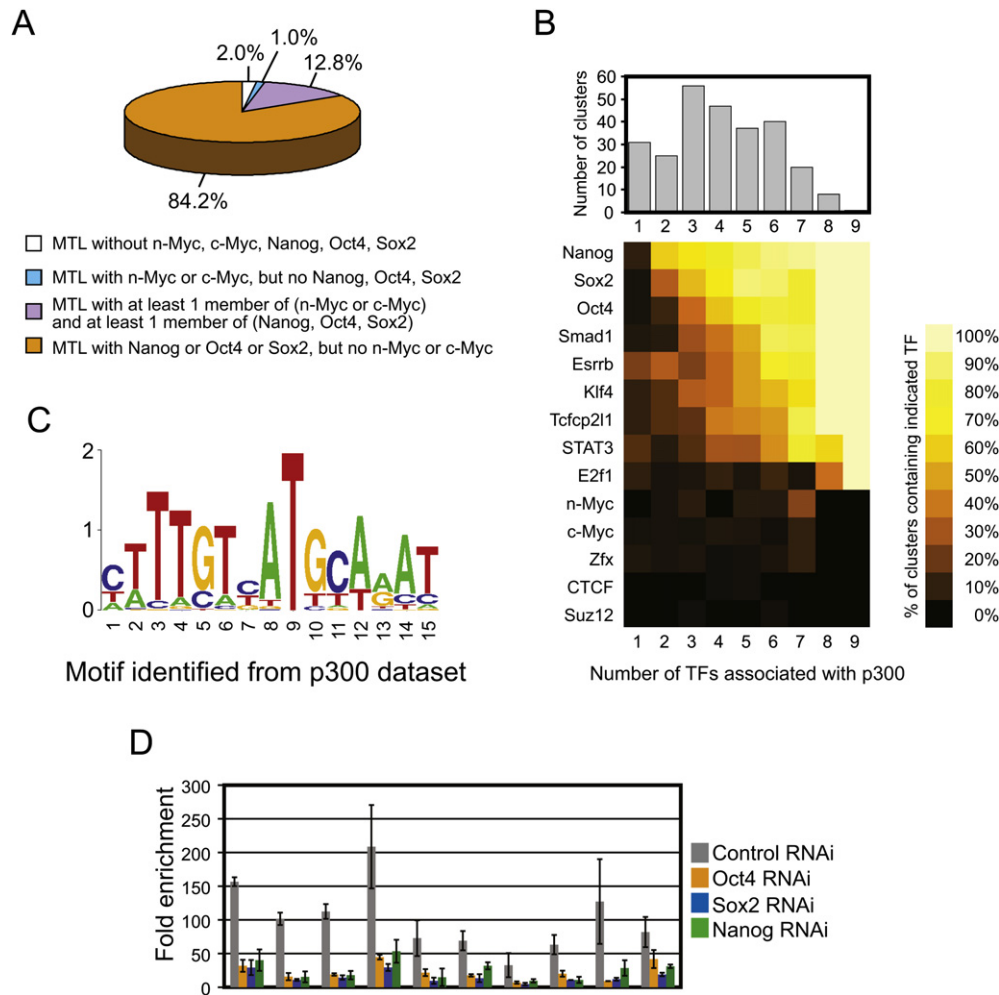 A
2.0%
1.0%
12.8%
84.2%
MTL without n-Myc, c-Myc, Nanog, Oct4, Sox2
MTL with n-Myc or c-Myc, but no Nanog, Oct4, Sox2
MTL with at least 1 member of (n-Myc or c-Myc)
and at least 1 member of (Nanog, Oct4, Sox2)
MTL with Nanog or Oct4 or Sox2, but no n-Myc or c-Myc
B
Number of clusters
60
50
40
30
20
10
0
1 2 3 4 5 6 7 8 9
Nanog
Sox2
Oct4
Smad1
Esrrb
Klf4
Tcfcp2l1
STAT3
E2f1
n-Myc
c-Myc
Zfx
CTCF
Suz12
1 2 3 4 5 6 7 8 9
Number of TFs associated with p300
% of clusters containing indicated TF
100%
90%
80%
70%
60%
50%
40%
30%
20%
10%
0%
C
2
1
0
CTTTGTCATGCAAAT
1 2 3 4 5 6 7 8 9 10 11 12 13 14 15
Motif identified from p300 dataset
D
Fold enrichment
300
250
200
150
100
50
0
Control RNAi
Oct4 RNAi
Sox2 RNAi
Nanog RNAi